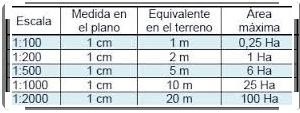 Escala Medida en el plano Equivalente en el terreno Área máxima
1:100 1 cm 1 m 0,25 Ha
1:200 1 cm 2 m 1 Ha
1:500 1 cm 5 m 6 Ha
1:1000 1 cm 10 m 25 Ha
1:2000 1 cm 20 m 100 Ha